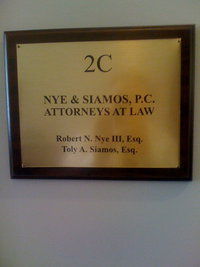 2C
NYE & SIAMOS, P.C.
ATTORNEYS AT LAW
Robert N. Nye III, Esq.
Toly A. Siamos, Esq.